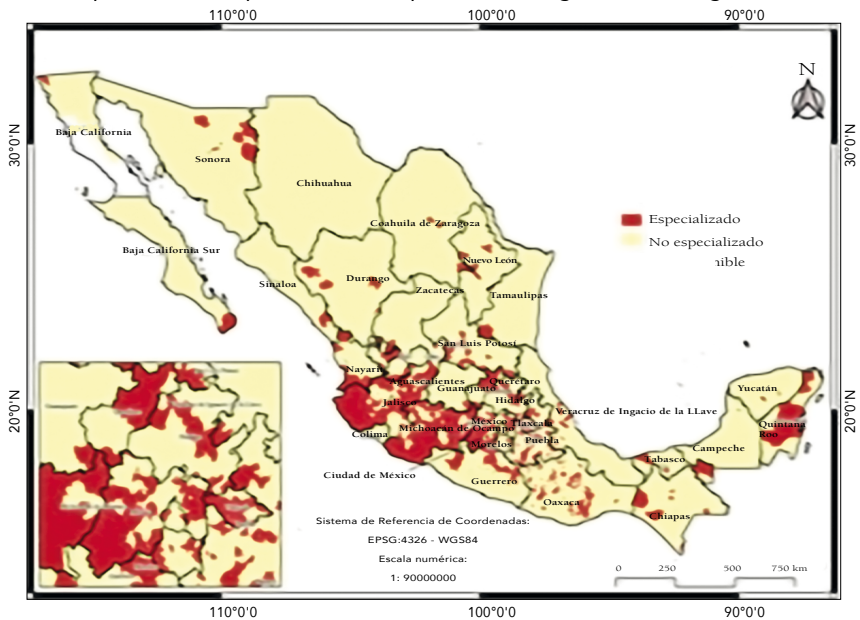 110°0'0
100°0'0
90°0'0
N
30°0'N
30°0'N
Baja California
Sonora
Chihuahua
Coahuila de Zaragoza
Especializado
No especializado
nible
Baja California Sur
Nuevo León
Sinaloa
Durango
Zacatecas
Tamaulipas
San Luis Potosí
Nayarit
Aguascalientes
Querétaro
Guanajuato
Yucatán
20°0'N
20°0'N
Jalisco
Hidalgo
Veracruz de Ingacio de la LLave
México
Tlaxcala
Michoacan de Ocampo
Quintana
Roo
Colima
Morelos
Puebla
Campeche
Tabasco
Ciudad de México
Guerrero
Oaxaca
Chiapas
Sistema de Referencia de Coordenadas:
EPSG:4326 - WGS84
Escala numérica:
1: 90000000
0 250 500 750 km
110°0'0
100°0'0
90°0'0